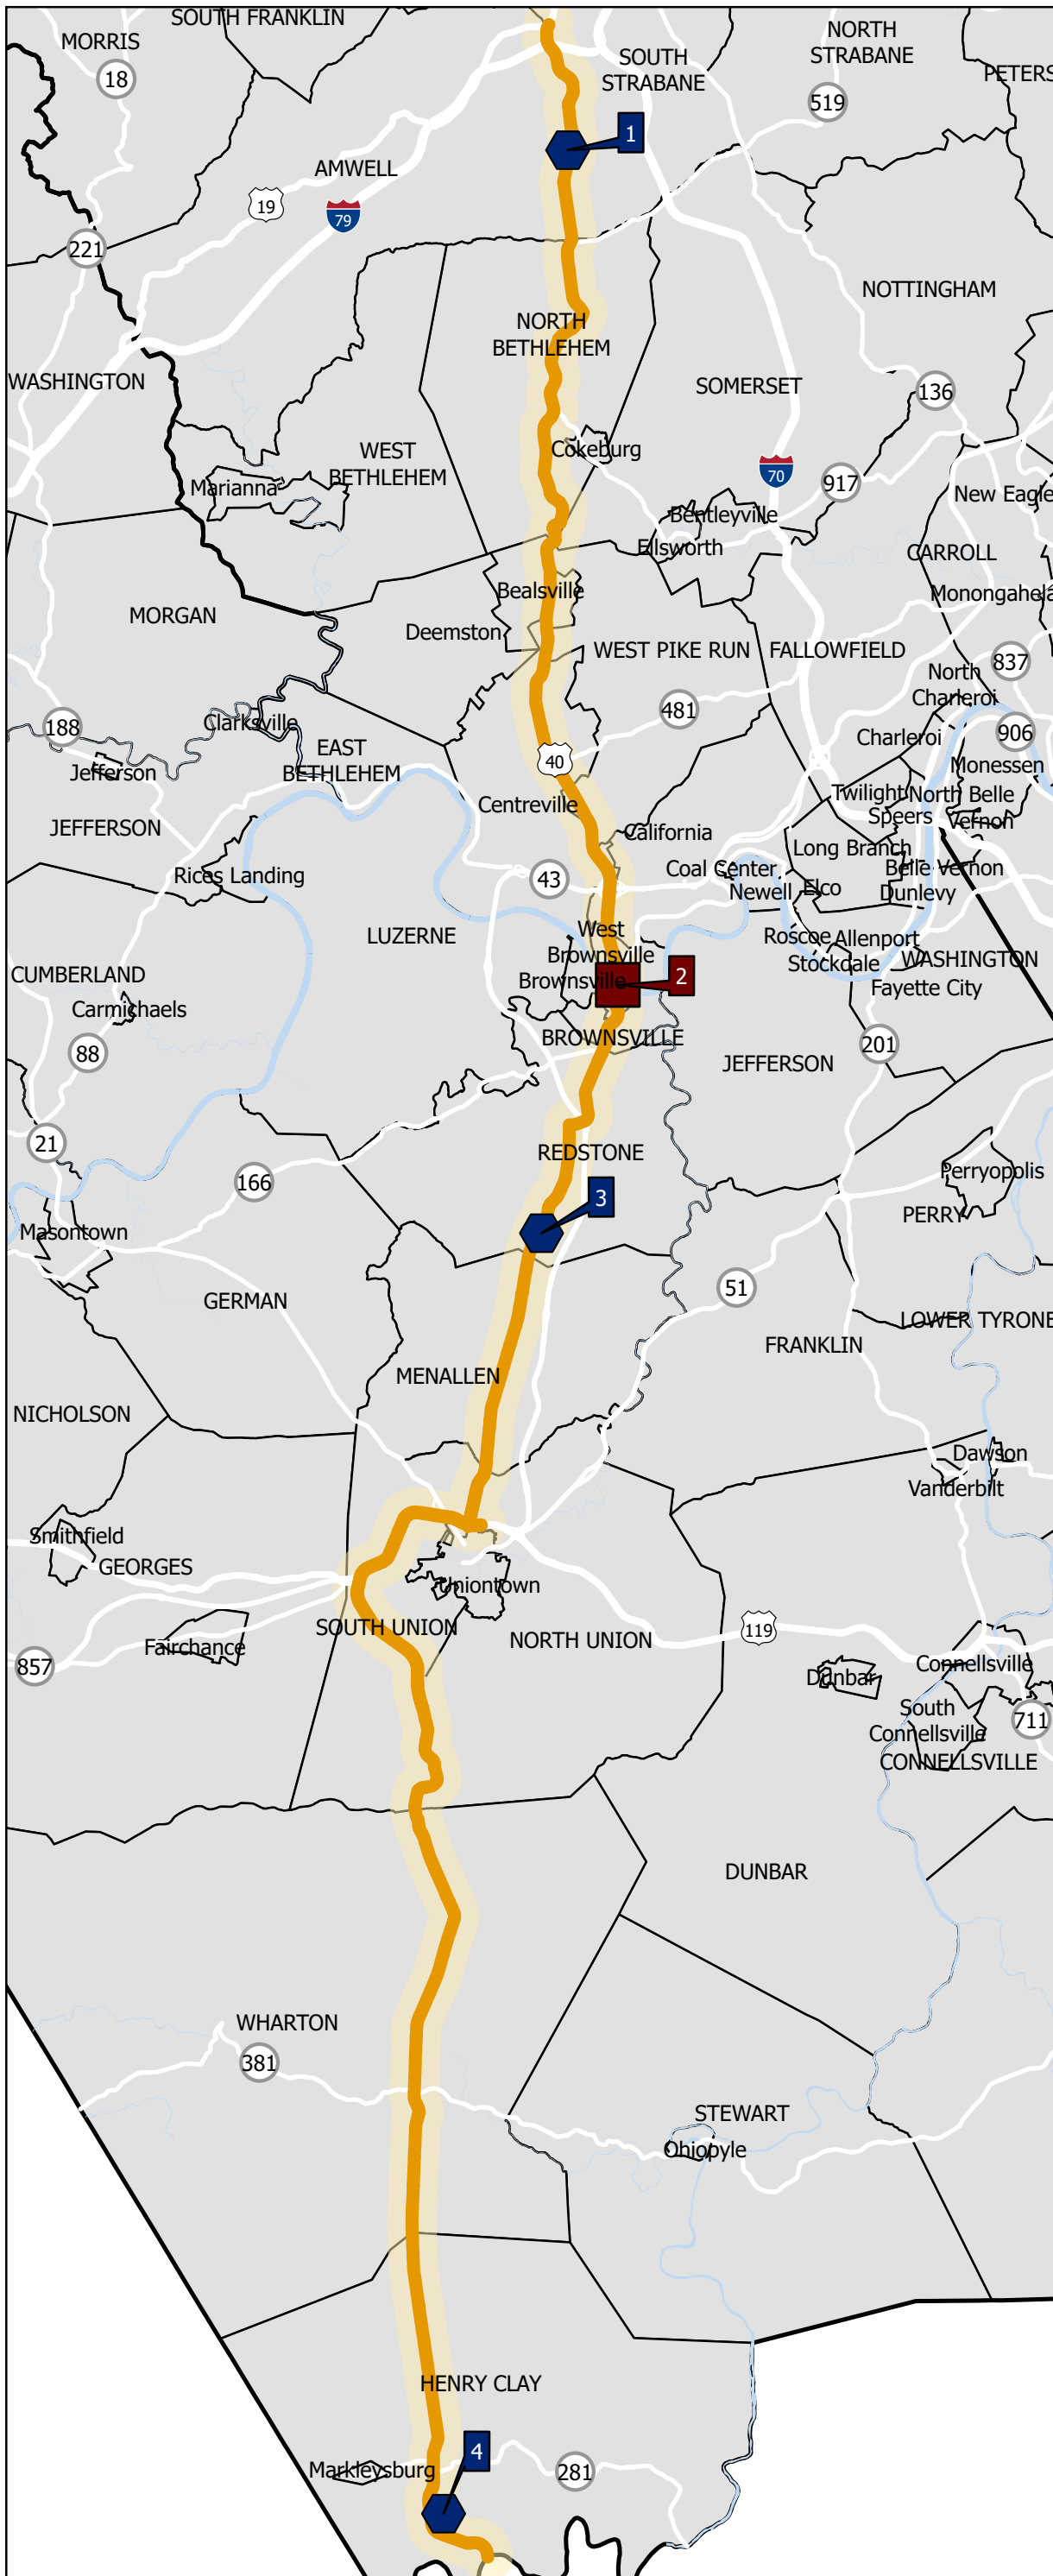 SOUTH FRANKLIN
MORRIS
18
NORTH
STRABANE
SOUTH
STRABANE
PETERS
519
1
AMWELL
19
79
221
NOTTINGHAM
NORTH
BETHLEHEM
WASHINGTON
SOMERSET
136
WEST
BETHLEHEM
Cokeburg
70
917
Marianna
New Eagle
Bentleyville
Ellsworth
CARROLL
Bealsville
Monongahela
MORGAN
Deemston
WEST PIKE RUN
FALLOWFIELD
837
North
Charleroi
481
188
Clarksville
906
Charleroi
EAST
BETHLEHEM
40
Jefferson
Monessen
Twilight
North Belle
Vernon
Centreville
Speers
JEFFERSON
California
Long Branch
Coal Center
Belle Vernon
Rices Landing
43
Newell
Elco
Dunlevy
West
Brownsville
LUZERNE
Roscoe
Allenport
Stockdale
WASHINGTON
CUMBERLAND
Brownsville
2
Fayette City
Carmichaels
BROWNSVILLE
201
88
JEFFERSON
21
REDSTONE
166
Perryopolis
3
PERRY
Masontown
51
GERMAN
LOWER TYRONE
FRANKLIN
MENALLEN
NICHOLSON
Dawson
Vanderbilt
Smithfield
GEORGES
Uniontown
SOUTH UNION
NORTH UNION
119
Fairchance
857
Connellsville
Dunbar
South
Connellsville
711
CONNELLSVILLE
DUNBAR
WHARTON
381
STEWART
Ohiopyle
HENRY CLAY
4
Markleysburg
281